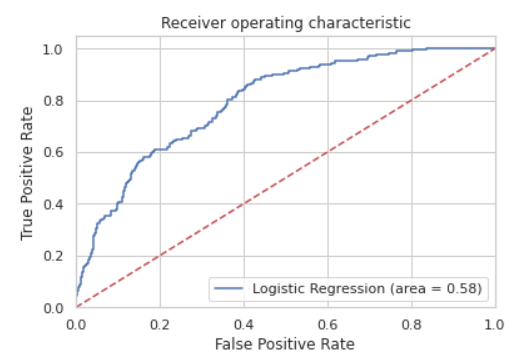 Receiver operating characteristic
1.0
0.8
0.6
0.4
0.2
0.0
True Positive Rate
Logistic Regression (area = 0.58)
0.0 0.2 0.4 0.6 0.8 1.0
False Positive Rate